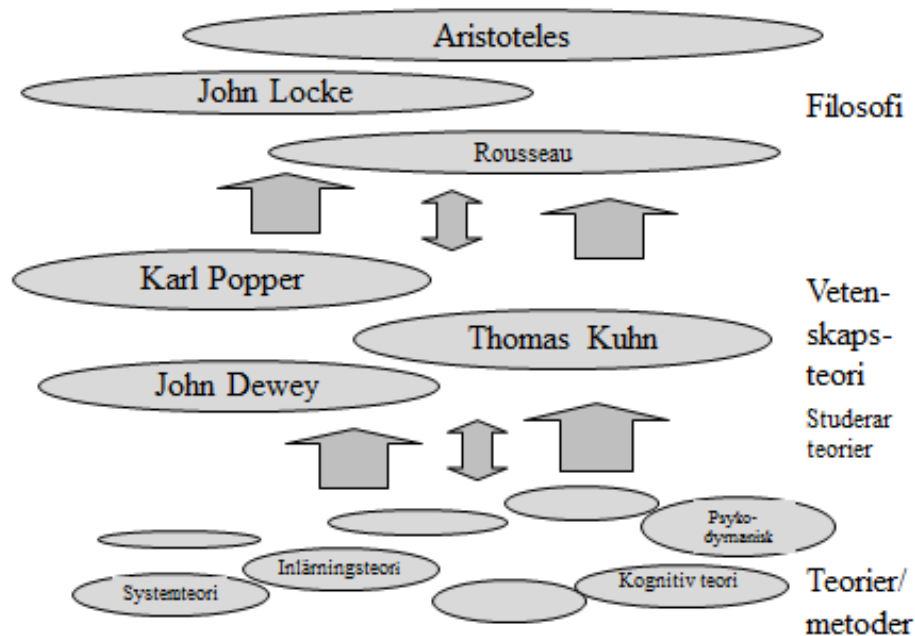 Aristoteles
John Locke
Filosofi
Rousseau
Karl Popper
Veten-
skaps-
teori
Thomas Kuhn
John Dewey
Studerar
teorier
Psyko-
dymanisk
Inlärningsteori
Systemteori
Kognitiv teori
Teorier/
metoder